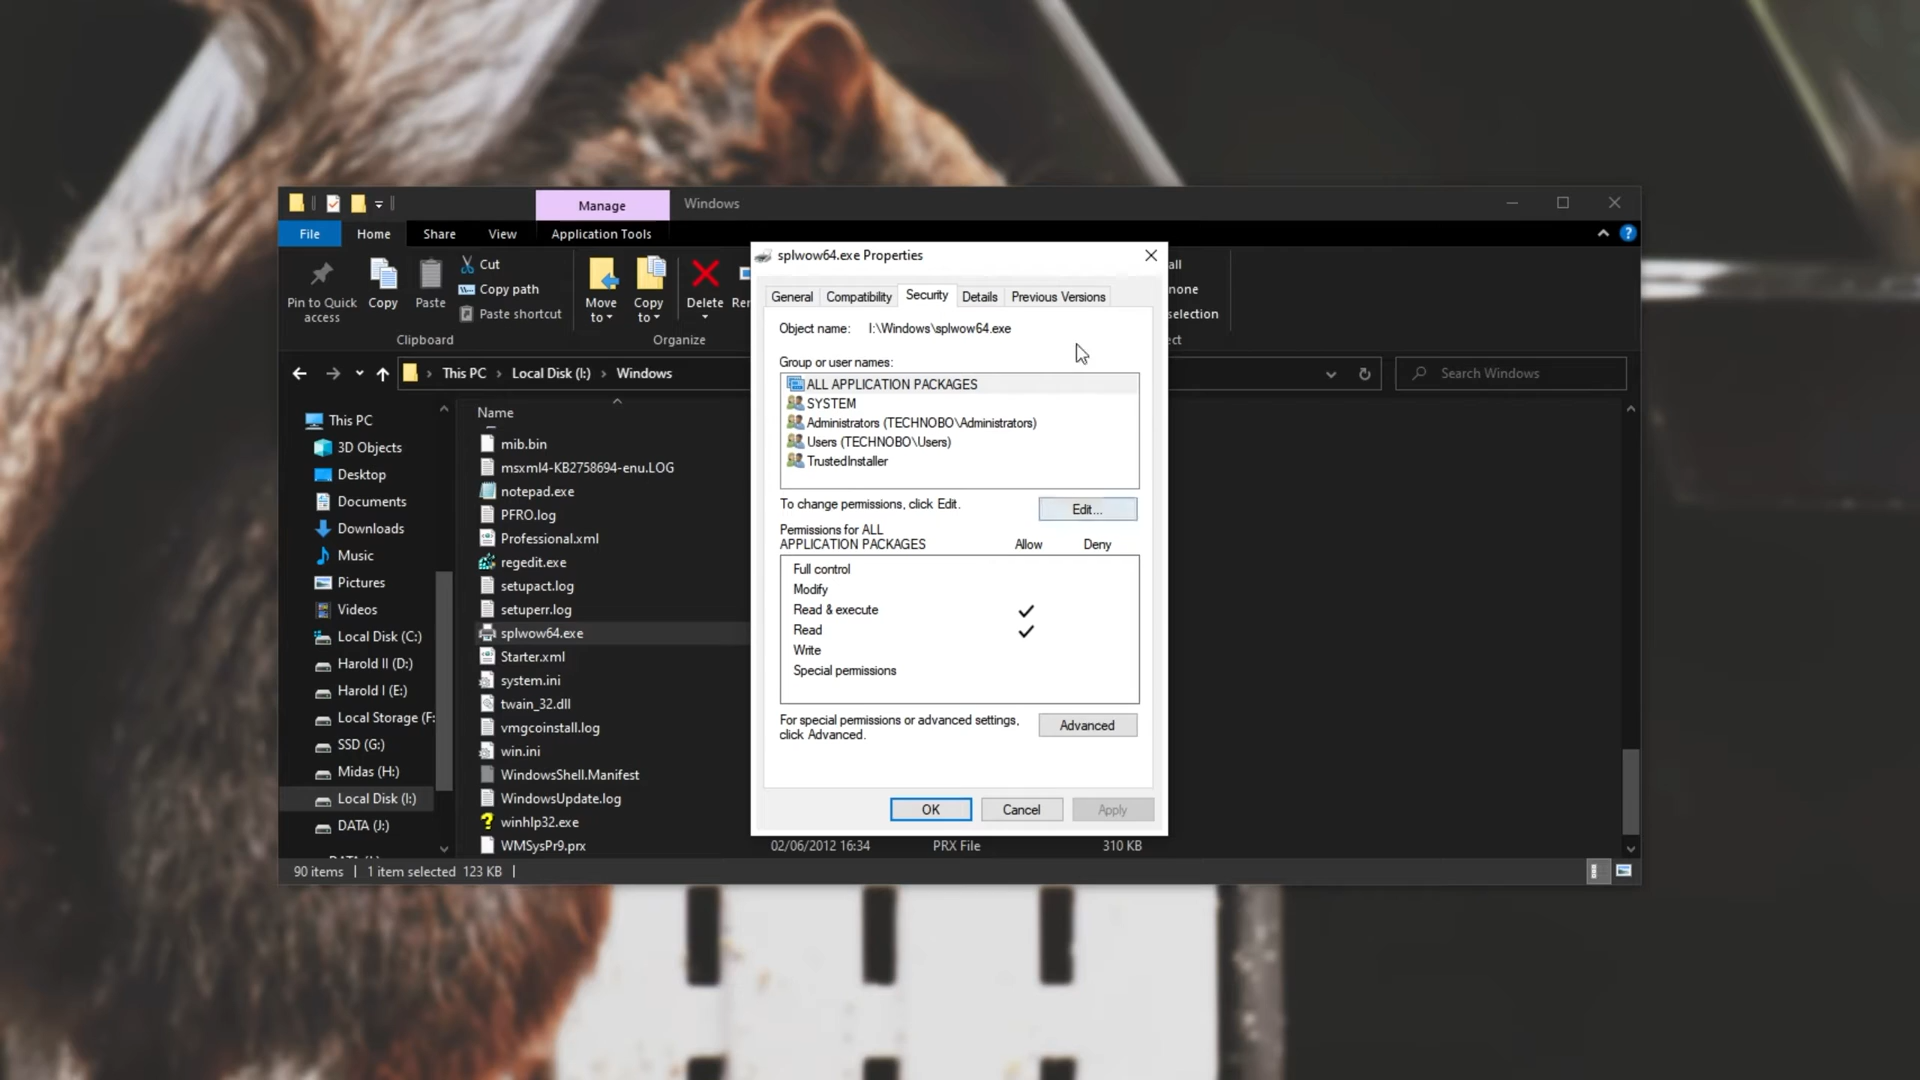 Manage
Windows
File
Home
Share
View
Application Tools
Pin to Quick
access
Copy
Paste
Cut
Copy path
Paste shortcut
Clipboard
Move
to
Copy
to
Delete
Ren
Organize
all
none
selection
ct
This PC
Local Disk (I:)
Windows
Search Windows
This PC
3D Objects
Desktop
Documents
Downloads
Music
Pictures
Videos
Local Disk (C:)
Harold II (D:)
Harold I (E:)
Local Storage (F:
SSD (G:)
Midas (H:)
Local Disk (I:)
DATA (J:)
Name
mib.bin
msxml4-KB2758694-enu.LOG
notepad.exe
PFRO.log
Professional.xml
regedit.exe
setupact.log
setuperr.log
splwow64.exe
Starter.xml
system.ini
twain_32.dll
vmgcoinstall.log
win.ini
WindowsShell.Manifest
WindowsUpdate.log
winhlp32.exe
WMSysPr9.prx
02/06/2012 16:34
PRX File
310 KB
90 items
1 item selected 123 KB
splwow64.exe Properties
General
Compatibility
Security
Details
Previous Versions
Object name: I:\Windows\splwow64.exe
Group or user names:
ALL APPLICATION PACKAGES
SYSTEM
Administrators (TECHNOBO\Administrators)
Users (TECHNOBO\Users)
TrustedInstaller
To change permissions, click Edit.
Edit...
Permissions for ALL
APPLICATION PACKAGES
Allow
Deny
Full control
Modify
Read & execute
Read
Write
Special permissions
For special permissions or advanced settings,
click Advanced.
Advanced
OK
Cancel
Apply